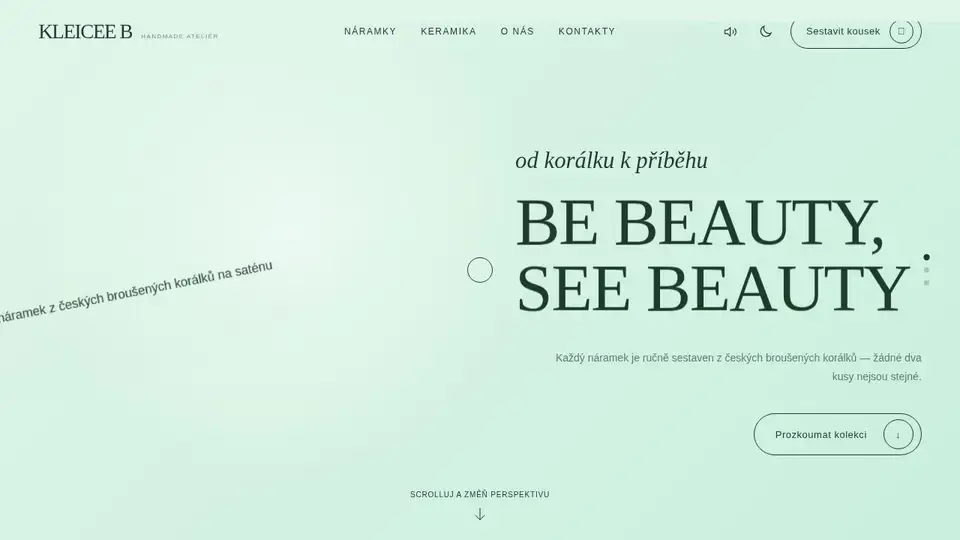 KLEICEE B HANDMADE ATELIÉR
NÁRAMKY KERAMIKA O NÁS KONTAKTY
Sestavit kousek
od korálku k příběhu
BE BEAUTY,
SEE BEAUTY
náramek z českých broušených korálků na saténu
Každý náramek je ručně sestaven z českých broušených korálků — žádné dva
kusy nejsou stejné.
Prozkoumat kolekci ↓
SCROLLUJ A ZMĚŇ PERSPEKTIVU